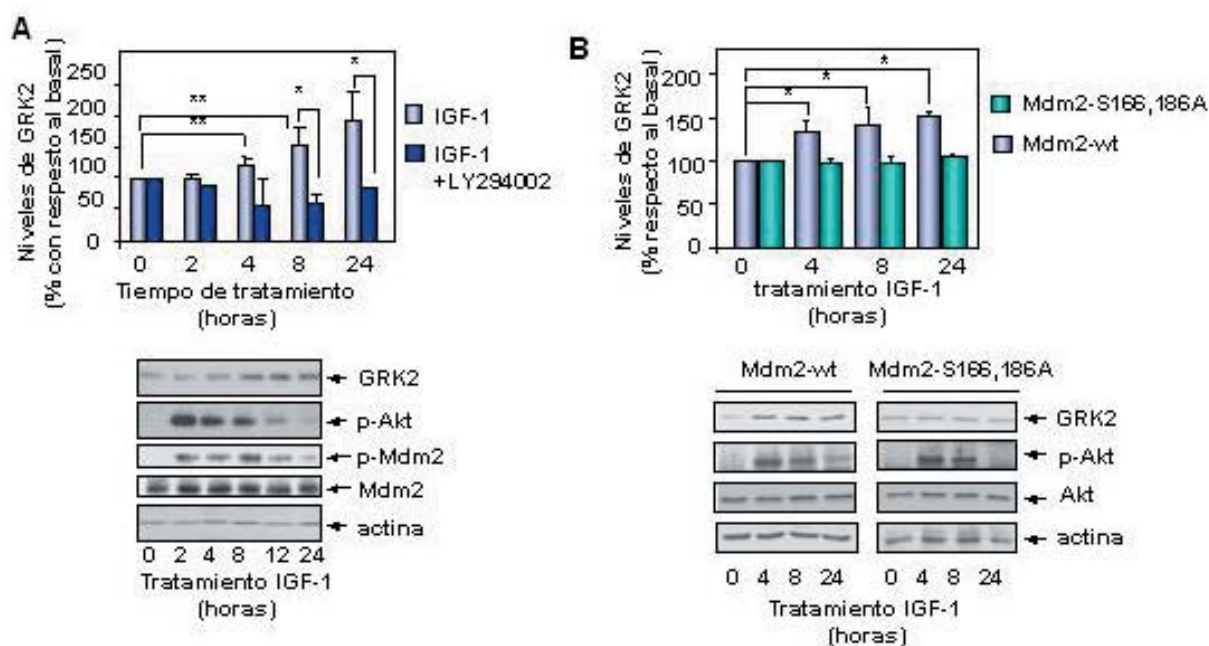 A
Niveles de GRK2
(% con respesto al basal)
250
200
150
100
50
0
**
**
*
*
IGF-1
IGF-1
+LY294002
0 2 4 8 24
Tiempo de tratamiento
(horas)
GRK2
p-Akt
p-Mdm2
Mdm2
actina
0 2 4 8 12 24
Tratamiento IGF-1
(horas)
B
Niveles de GRK2
(% respecto al basal)
200
150
100
50
0
*
*
*
Mdm2-S166,186A
Mdm2-wt
0 4 8 24
tratamiento IGF-1
(horas)
Mdm2-wt Mdm2-S166,186A
GRK2
p-Akt
Akt
actina
0 4 8 24 0 4 8 24
Tratamiento IGF-1
(horas)